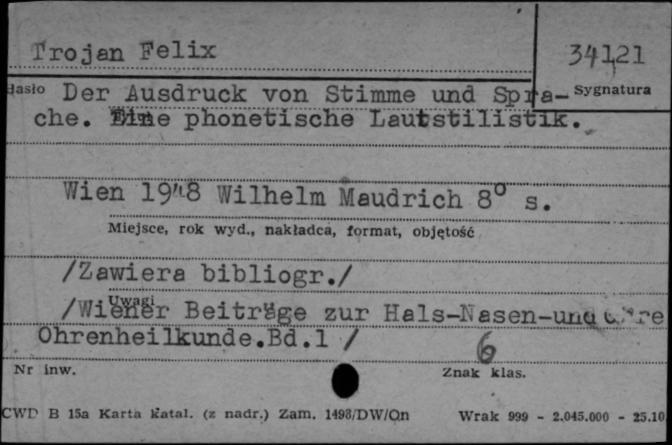 Trojan Felix 34121
Hasło Der Ausdruck von Stimme und Spra- Sygnatura
che. Eine phonetische Lautstilistik.
Wien 1948 Wilhelm Maudrich 8° s.
Miejsce, rok wyd., nakładca, format, objętość
/Zawiera bibliogr./
Uwagi
/Wiener Beiträge zur Hals-Nasen-und
Ohrenheilkunde.Bd.1 / 6
Nr inw. Znak klas.
CWD B 15a Karta katal. (z nadr.) Zam. 1493/DW/On Wrak 999 - 2.045.000 - 25.10